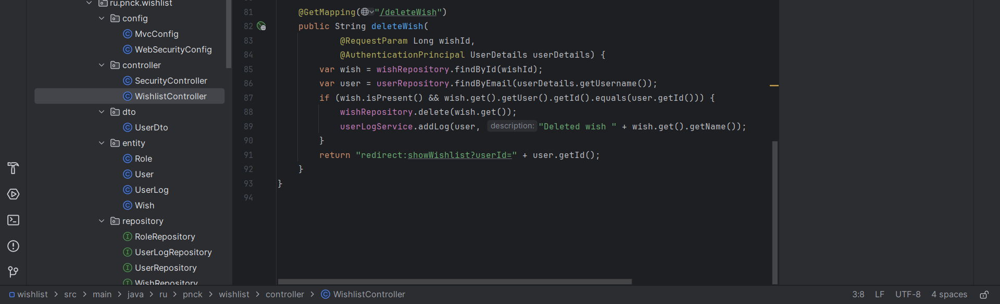 ru.pnck.wishlist
config
MvcConfig
WebSecurityConfig
controller
SecurityController
WishlistController
dto
UserDto
entity
Role
User
UserLog
Wish
repository
RoleRepository
UserLogRepository
UserRepository
WishRepository
81 @GetMapping("/deleteWish")
82 public String deleteWish(
83 @RequestParam Long wishId,
84 @AuthenticationPrincipal UserDetails userDetails) {
85 var wish = wishRepository.findById(wishId);
86 var user = userRepository.findByEmail(userDetails.getUsername());
87 if (wish.isPresent() && wish.get().getUser().getId().equals(user.getId())) {
88 wishRepository.delete(wish.get());
89 userLogService.addLog(user, description: "Deleted wish " + wish.get().getName());
90 }
91 return "redirect:showWishlist?userId=" + user.getId();
92 }
93 }
94
wishlist > src > main > java > ru > pnck > wishlist > controller > WishlistController
3:8 LF UTF-8 4 spaces